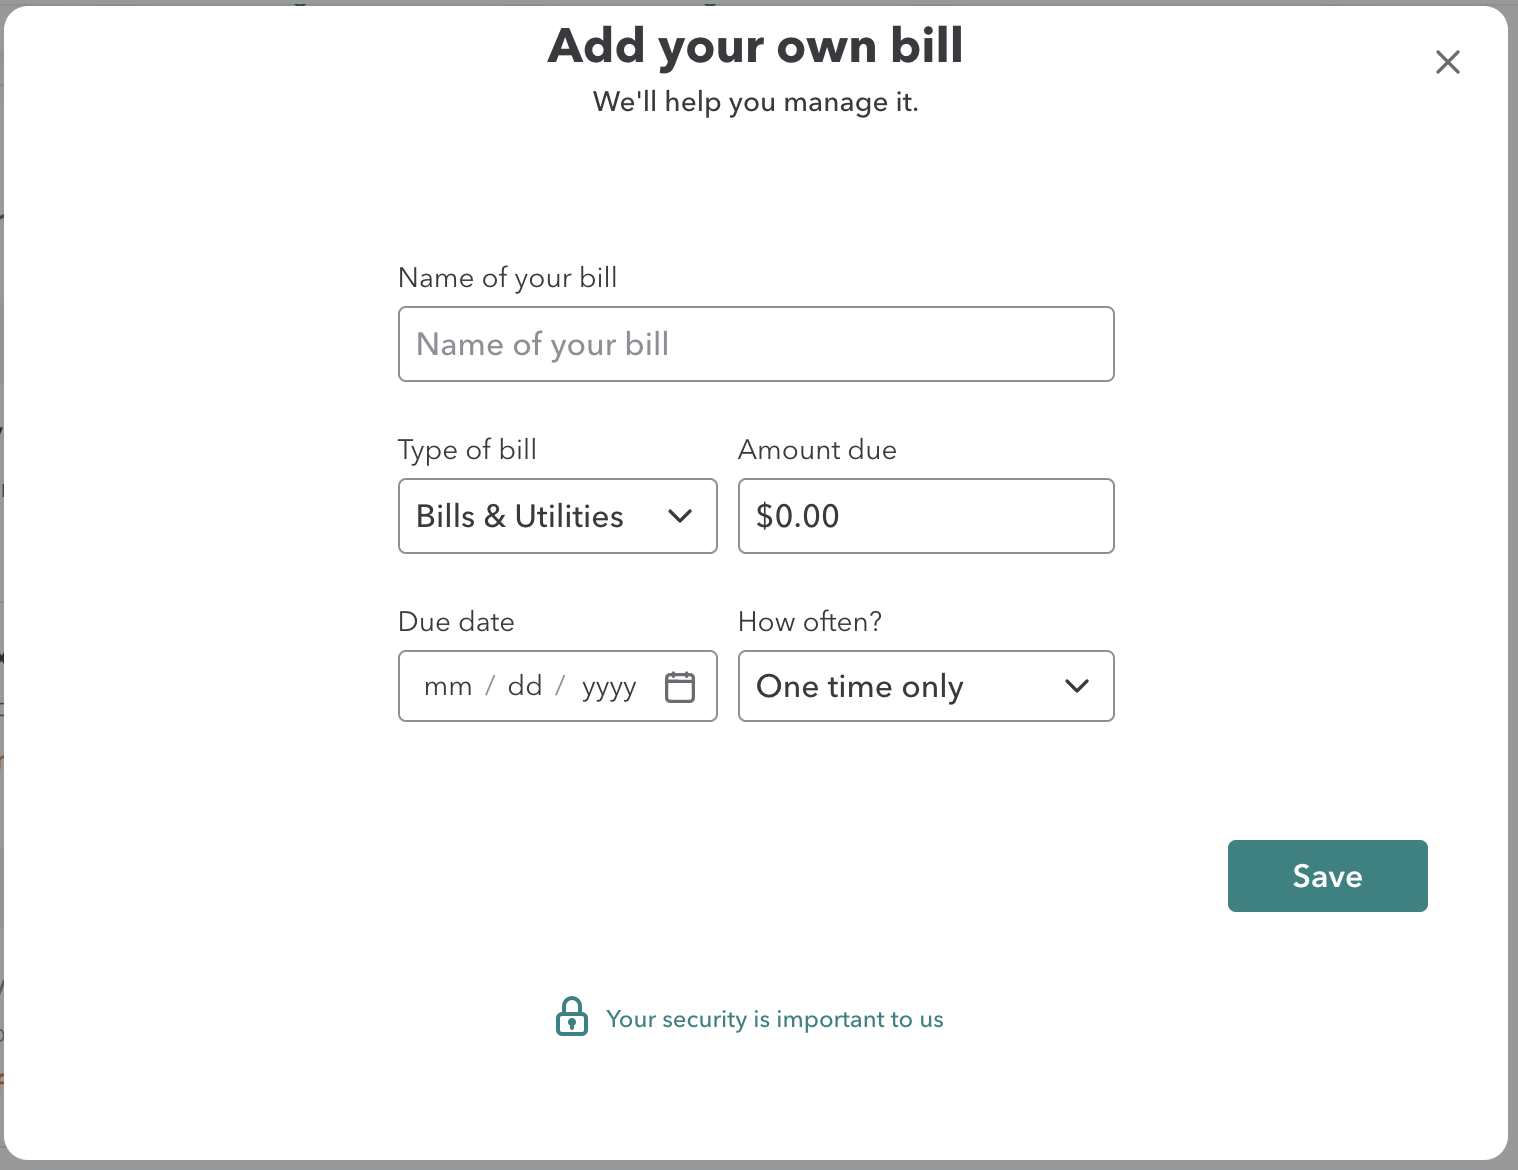 Add your own bill
We'll help you manage it.
Name of your bill
Name of your bill
Type of bill
Amount due
Bills & Utilities
$0.00
Due date
How often?
mm / dd / yyyy
One time only
Save
Your security is important to us